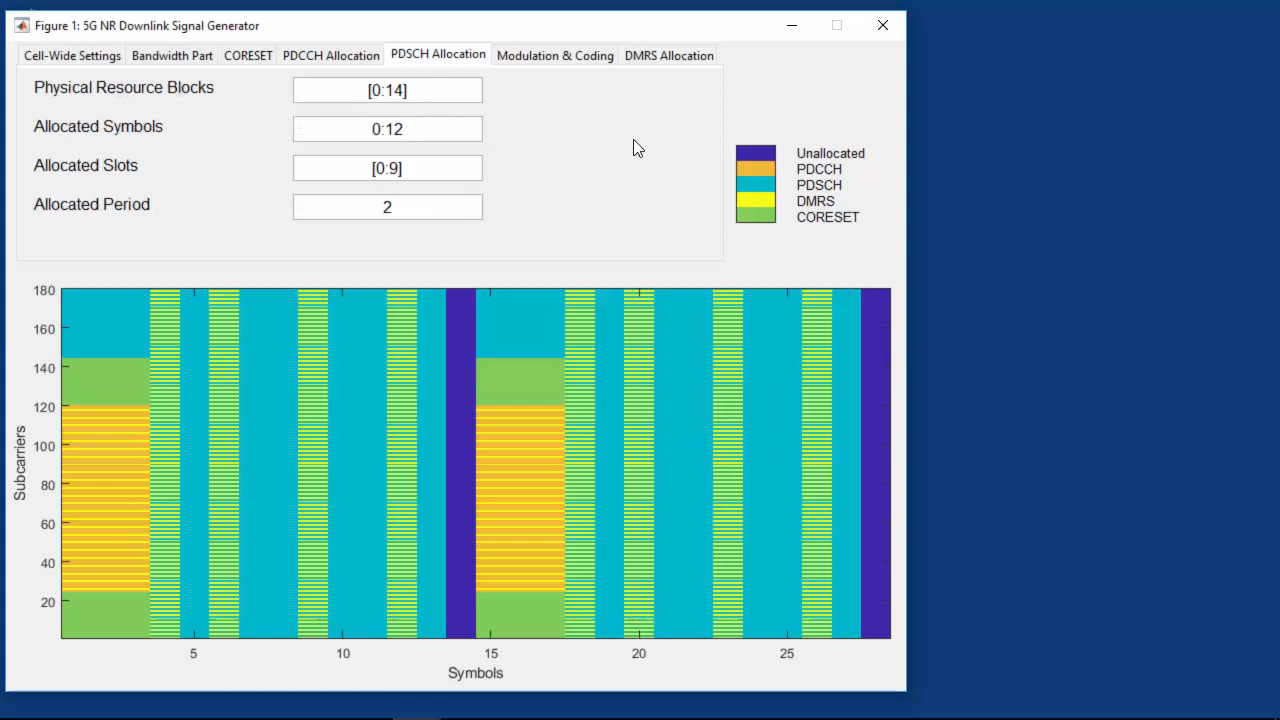 Figure 1: 5G NR Downlink Signal Generator
Cell-Wide Settings Bandwidth Part CORESET PDCCH Allocation PDSCH Allocation Modulation & Coding DMRS Allocation
Physical Resource Blocks [0:14]
Allocated Symbols 0:12
Allocated Slots [0:9]
Allocated Period 2
Unallocated
PDCCH
PDSCH
DMRS
CORESET
180
160
140
120
100
80
60
40
20
Subcarriers
5 10 15 20 25
Symbols